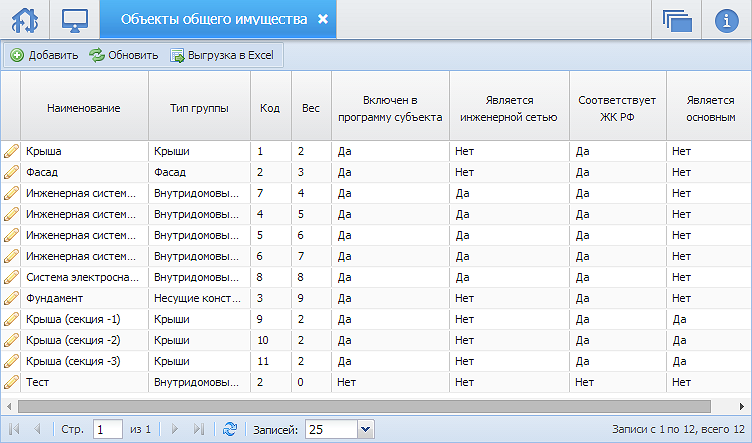 Объекты общего имущества
Добавить Обновить Выгрузка в Excel
Наименование Тип группы Код Вес Включен в программу субъекта Является инженерной сетью Соответствует ЖК РФ Является основным
Крыша Крыши 1 2 Да Нет Да Нет
Фасад Фасад 2 3 Да Нет Да Нет
Инженерная систем... Внутридомовы... 7 4 Да Да Да Нет
Инженерная систем... Внутридомовы... 4 5 Да Да Да Нет
Инженерная систем... Внутридомовы... 5 6 Да Да Да Нет
Инженерная систем... Внутридомовы... 6 7 Да Да Да Нет
Система электросна... Внутридомовы... 8 8 Да Да Да Нет
Фундамент Несущие конст... 3 9 Да Нет Да Нет
Крыша (секция -1) Крыши 9 2 Да Нет Да Да
Крыша (секция -2) Крыши 10 2 Да Нет Да Да
Крыша (секция -3) Крыши 11 2 Да Нет Да Да
Тест Внутридомовы... 2 0 Нет Нет Нет Нет
Стр. 1 из 1 Записей: 25 Записи с 1 по 12, всего 12